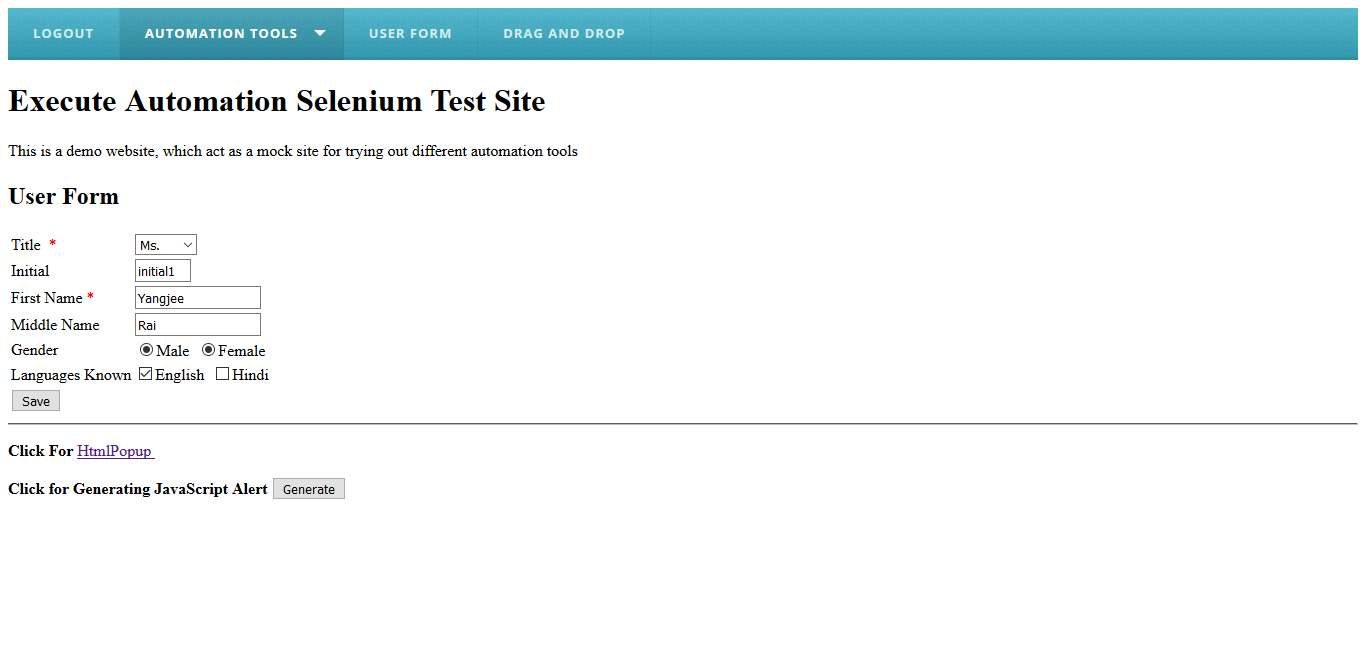 LOGOUT AUTOMATION TOOLS USER FORM DRAG AND DROP
Execute Automation Selenium Test Site
This is a demo website, which act as a mock site for trying out different automation tools
User Form
Title * Ms.
Initial initial1
First Name * Yangjee
Middle Name Rai
Gender Male Female
Languages Known English Hindi
Save
Click For HtmlPopup
Click for Generating JavaScript Alert Generate